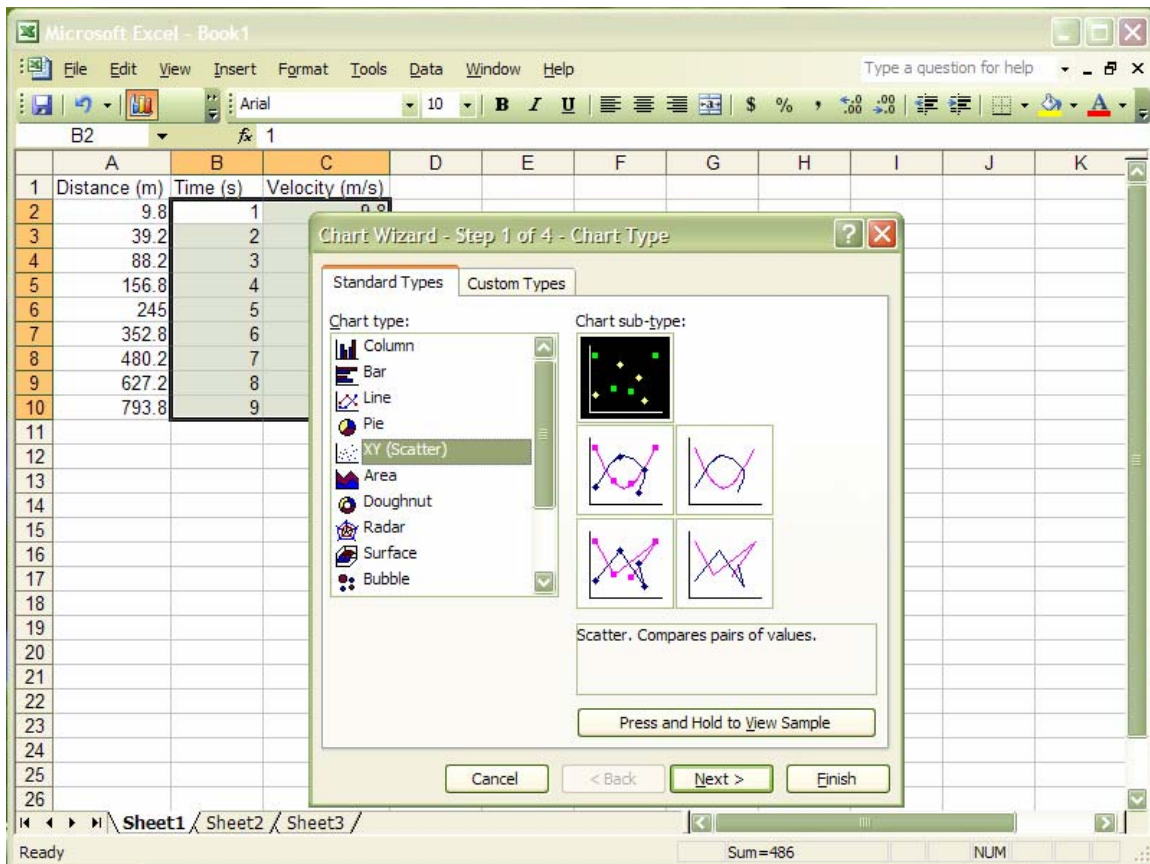 Microsoft Excel - Book1
File Edit View Insert Format Tools Data Window Help Type a question for help
Arial 10 B I U $ % , .00 .00 A
B2 fx 1
A B C D E F G H I J K
1 Distance (m) Time (s) Velocity (m/s)
2 9.8 1 9.8
3 39.2 2
4 88.2 3
5 156.8 4
6 245 5
7 352.8 6
8 480.2 7
9 627.2 8
10 793.8 9
11
12
13
14
15
16
17
18
19
20
21
22
23
24
25
26
Chart Wizard - Step 1 of 4 - Chart Type
Standard Types Custom Types
Chart type:
Column
Bar
Line
Pie
XY (Scatter)
Area
Doughnut
Radar
Surface
Bubble
Chart sub-type:
Scatter. Compares pairs of values.
Press and Hold to View Sample
Cancel < Back Next > Finish
Sheet1 Sheet2 Sheet3
Ready Sum=486 NUM